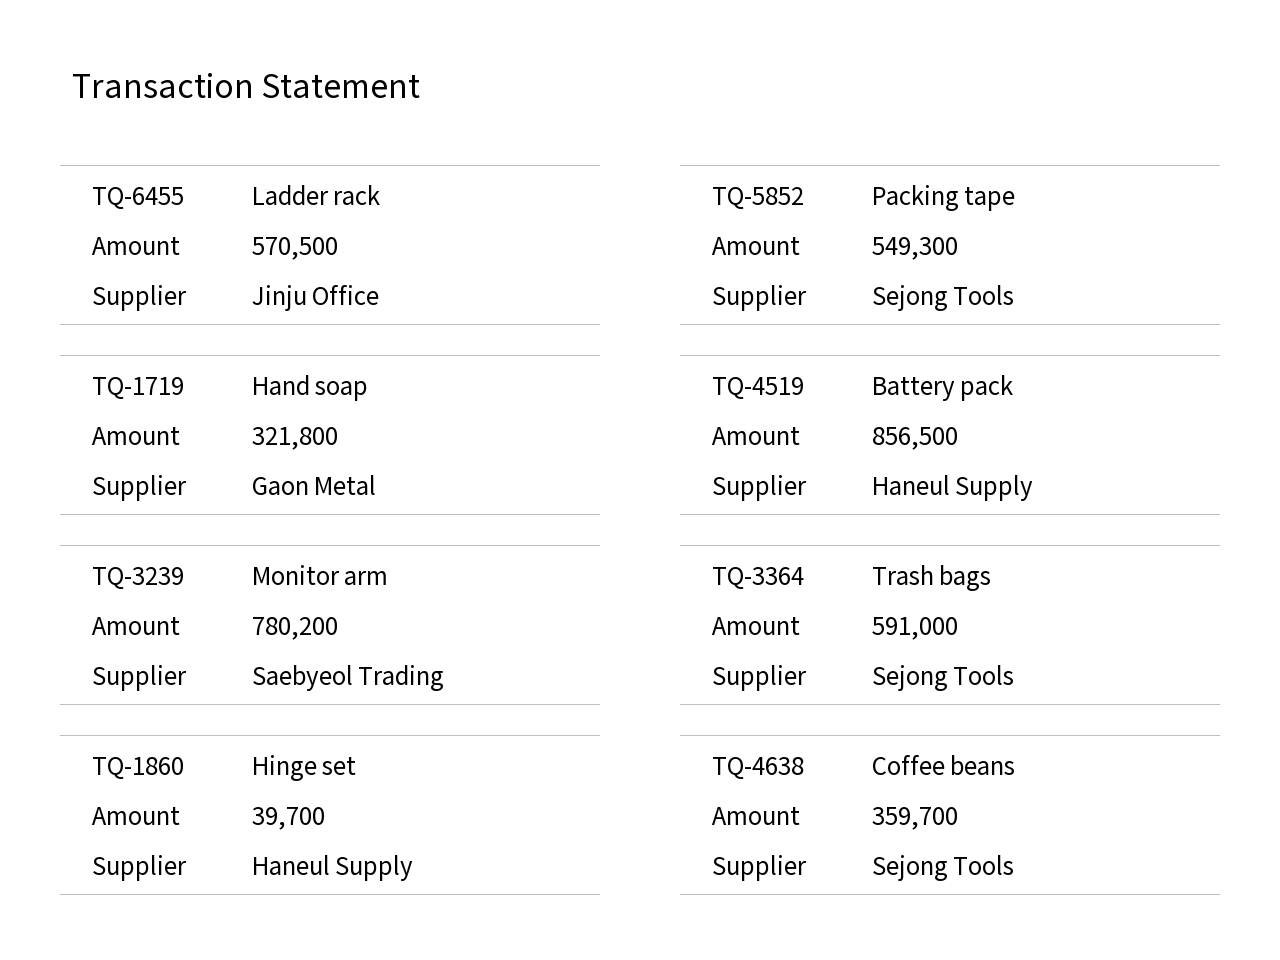 Transaction Statement
TQ-6455 Ladder rack
Amount 570,500
Supplier Jinju Office
TQ-5852 Packing tape
Amount 549,300
Supplier Sejong Tools
TQ-1719 Hand soap
Amount 321,800
Supplier Gaon Metal
TQ-4519 Battery pack
Amount 856,500
Supplier Haneul Supply
TQ-3239 Monitor arm
Amount 780,200
Supplier Saebyeol Trading
TQ-3364 Trash bags
Amount 591,000
Supplier Sejong Tools
TQ-1860 Hinge set
Amount 39,700
Supplier Haneul Supply
TQ-4638 Coffee beans
Amount 359,700
Supplier Sejong Tools